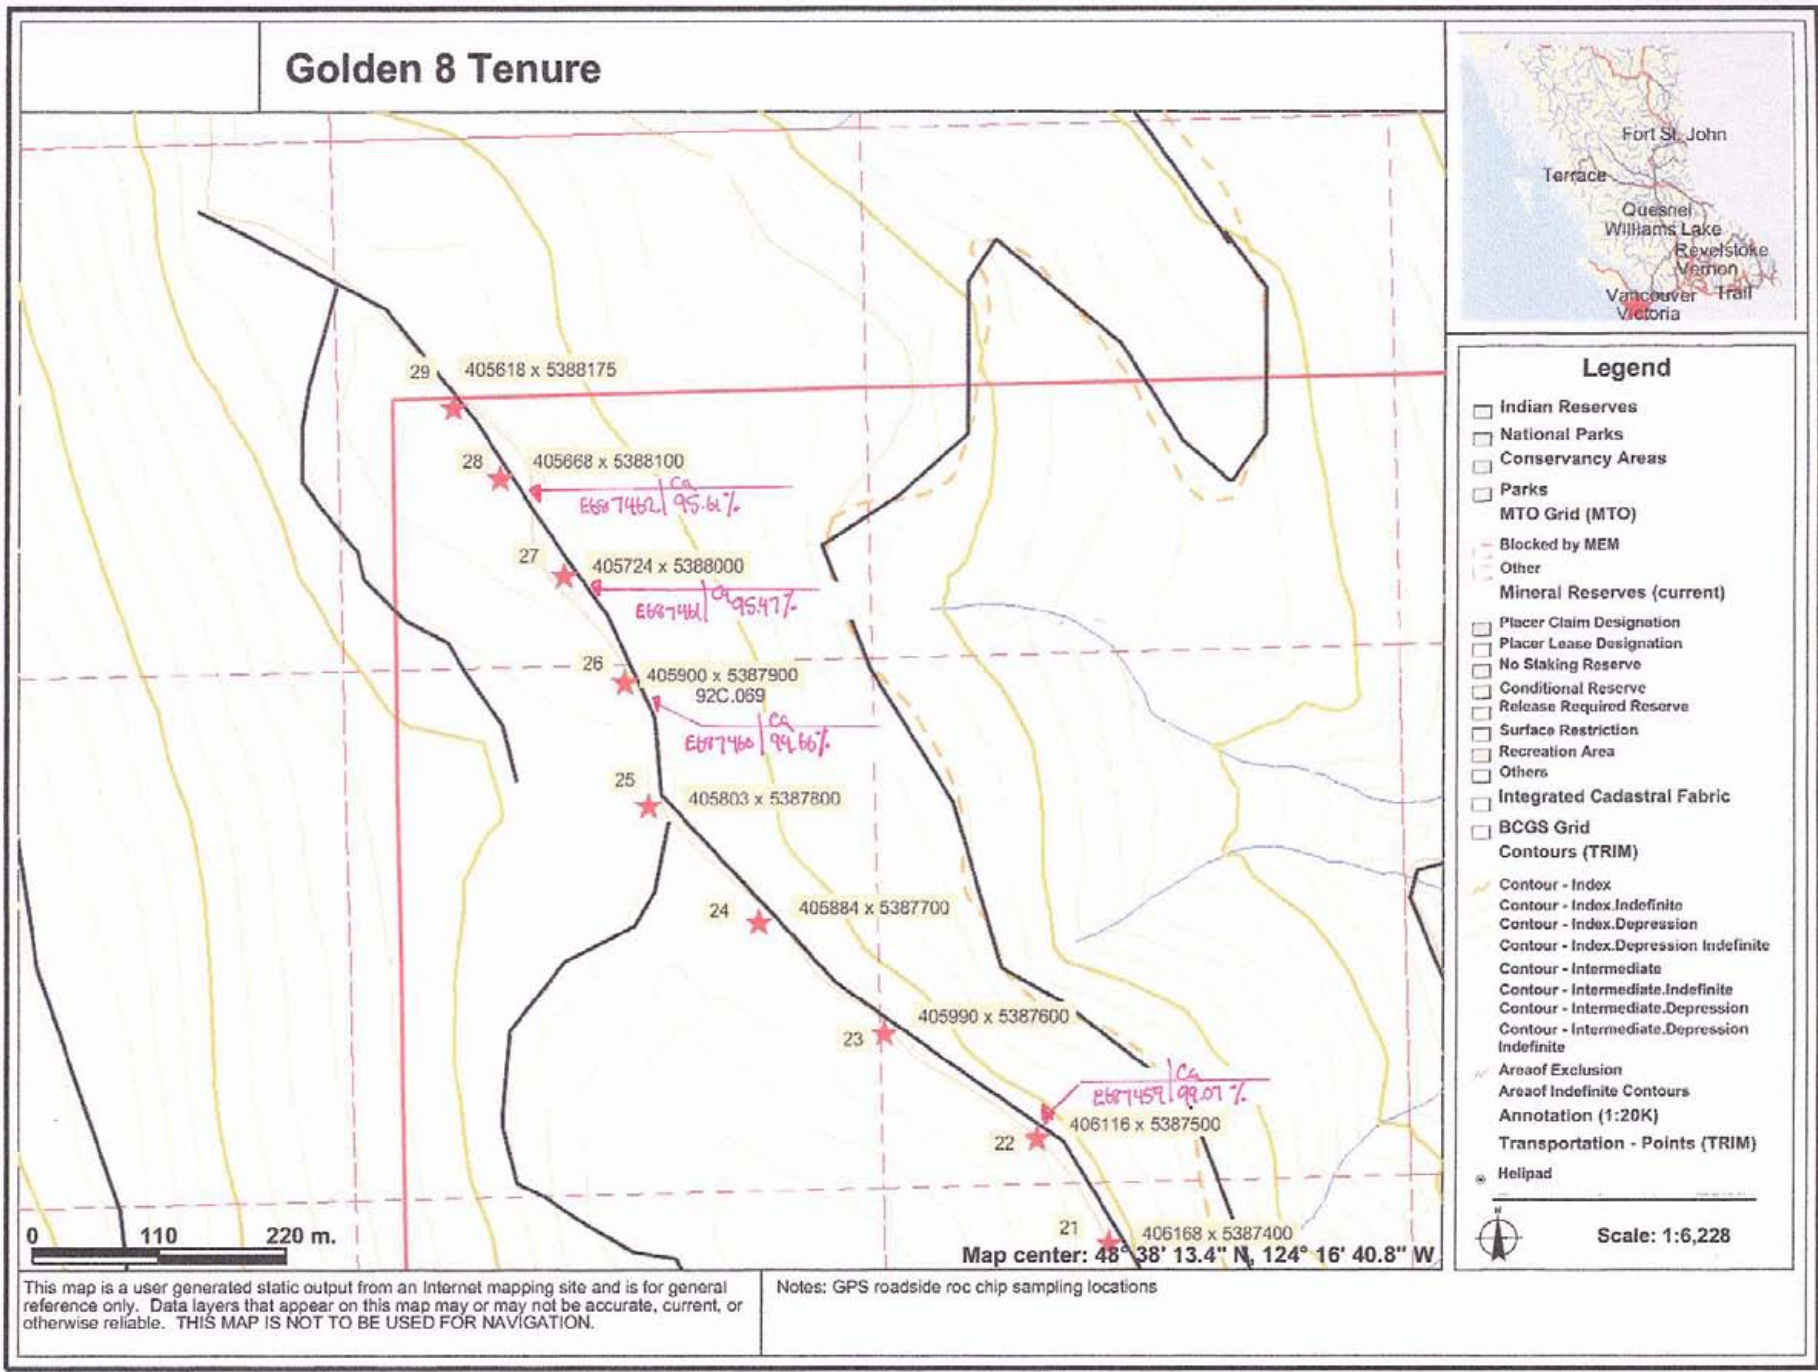 Golden 8 Tenure
Fort St. John
Terrace
Quesnel
Williams Lake
Revelstoke
Vernon
Vancouver
Trail
Victoria
29
405618 x 5388175
28
405668 x 5388100
Ca
E687462 95.61%
27
405724 x 5388000
Ca
E687461 95.47%
26
405900 x 5387900
92C.069
Ca
E687460
25
405803 x 5387800
24
405884 x 5387700
23
405990 x 5387600
Ca
E687459 99.07%
22
406116 x 5387500
21
406168 x 5387400
0 110 220 m.
Map center: 48° 38' 13.4" N, 124° 16' 40.8" W
Legend
Indian Reserves
National Parks
Conservancy Areas
Parks
MTO Grid (MTO)
Blocked by MEM
Other
Mineral Reserves (current)
Placer Claim Designation
Placer Lease Designation
No Staking Reserve
Conditional Reserve
Release Required Reserve
Surface Restriction
Recreation Area
Others
Integrated Cadastral Fabric
BCGS Grid
Contours (TRIM)
Contour - Index
Contour - Index.Indefinite
Contour - Index.Depression
Contour - Index.Depression Indefinite
Contour - Intermediate
Contour - Intermediate.Indefinite
Contour - Intermediate.Depression
Contour - Intermediate.Depression
Indefinite
Areaof Exclusion
Areaof Indefinite Contours
Annotation (1:20K)
Transportation - Points (TRIM)
Helipad
N
Scale: 1:6,228
This map is a user generated static output from an Internet mapping site and is for general
reference only. Data layers that appear on this map may or may not be accurate, current, or
otherwise reliable. THIS MAP IS NOT TO BE USED FOR NAVIGATION.
Notes: GPS roadside roc chip sampling locations